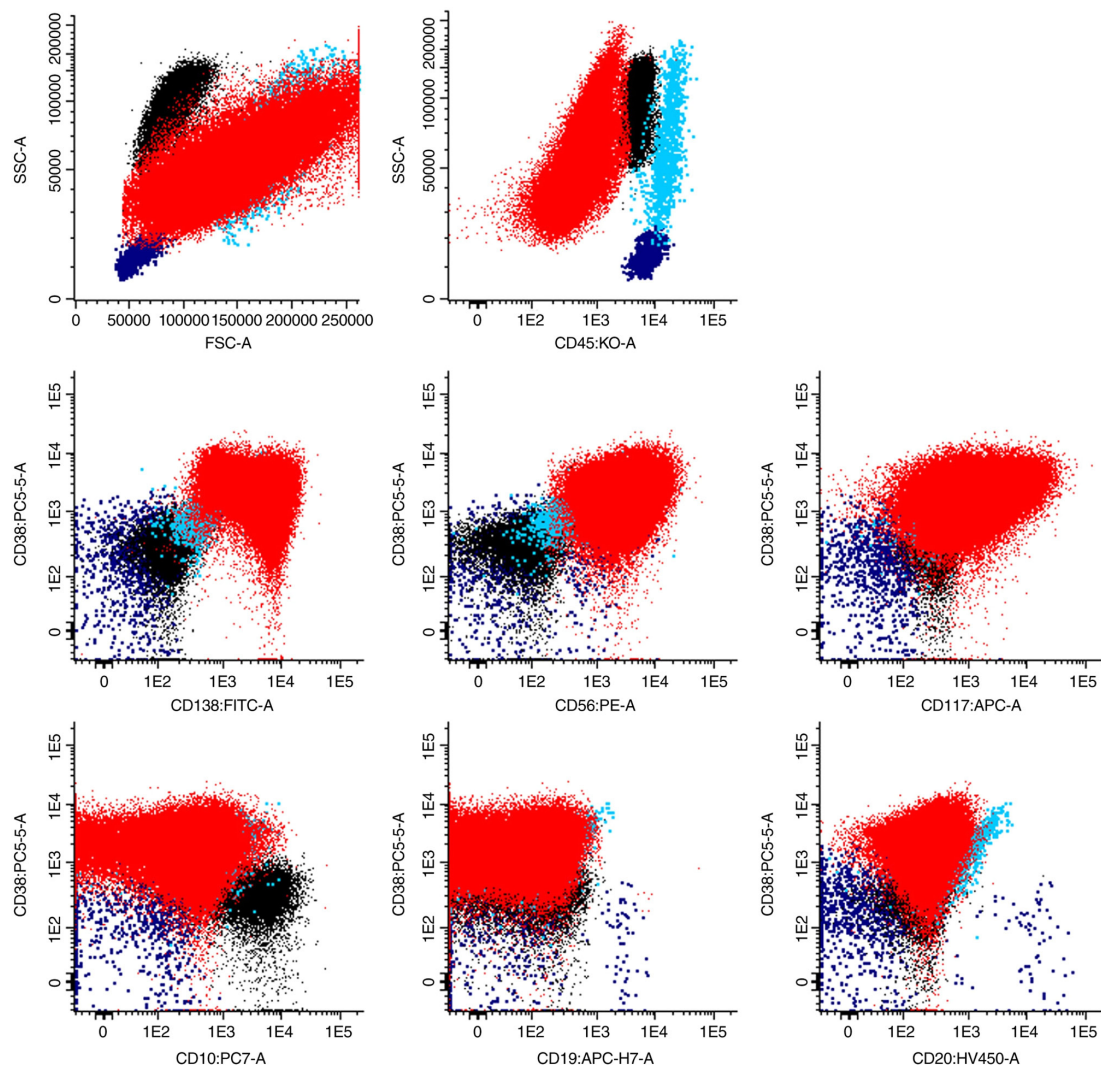 200000
100000
50000
0
SSC-A
0 50000 100000 150000 200000 250000
FSC-A
200000
100000
50000
0
SSC-A
0 1E2 1E3 1E4 1E5
CD45:KO-A
1E5
1E4
1E3
1E2
0
CD38:PC5-5-A
0 1E2 1E3 1E4 1E5
CD138:FITC-A
1E5
1E4
1E3
1E2
0
CD38:PC5-5-A
0 1E2 1E3 1E4 1E5
CD56:PE-A
1E5
1E4
1E3
1E2
0
CD38:PC5-5-A
0 1E2 1E3 1E4 1E5
CD117:APC-A
1E5
1E4
1E3
1E2
0
CD38:PC5-5-A
0 1E2 1E3 1E4 1E5
CD10:PC7-A
1E5
1E4
1E3
1E2
0
CD38:PC5-5-A
0 1E2 1E3 1E4 1E5
CD19:APC-H7-A
1E5
1E4
1E3
1E2
0
CD38:PC5-5-A
0 1E2 1E3 1E4 1E5
CD20:HV450-A